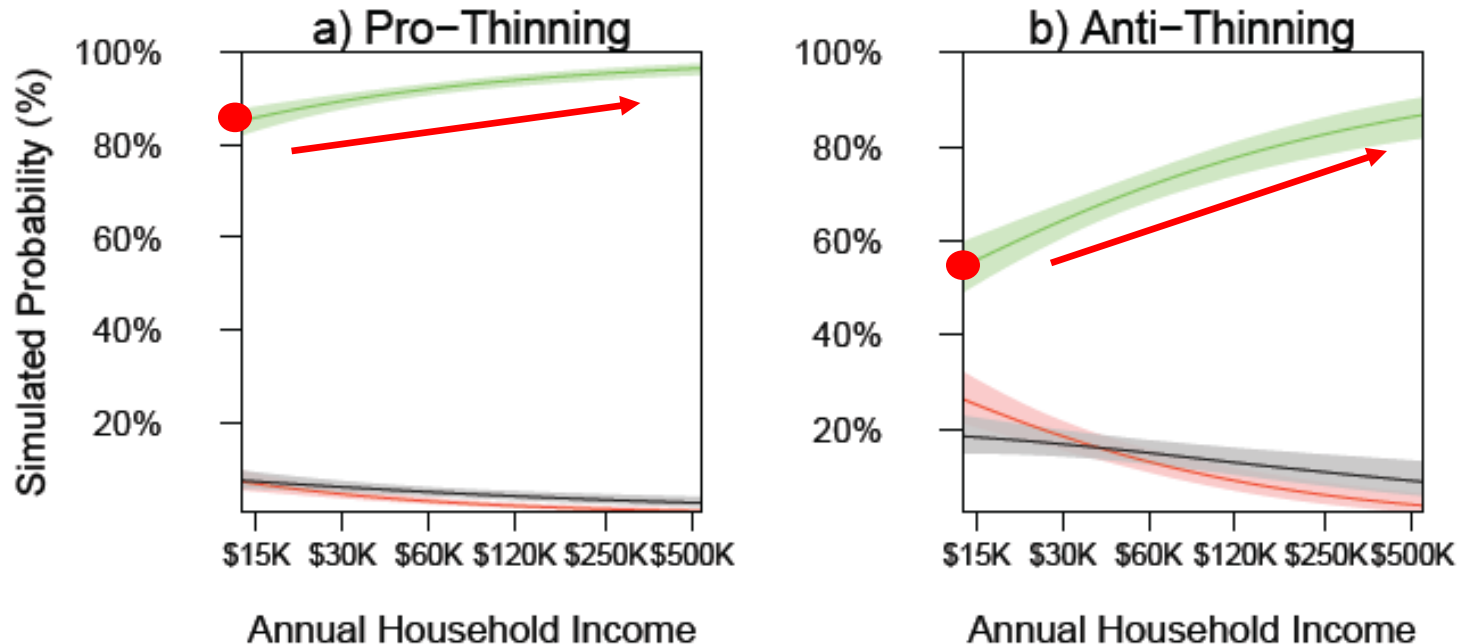 a) Pro−Thinning
Simulated Probability (%)
100%
80%
60%
40%
20%
$15K $30K $60K $120K $250K $500K
Annual Household Income
b) Anti−Thinning
100%
80%
60%
40%
20%
$15K $30K $60K $120K $250K $500K
Annual Household Income